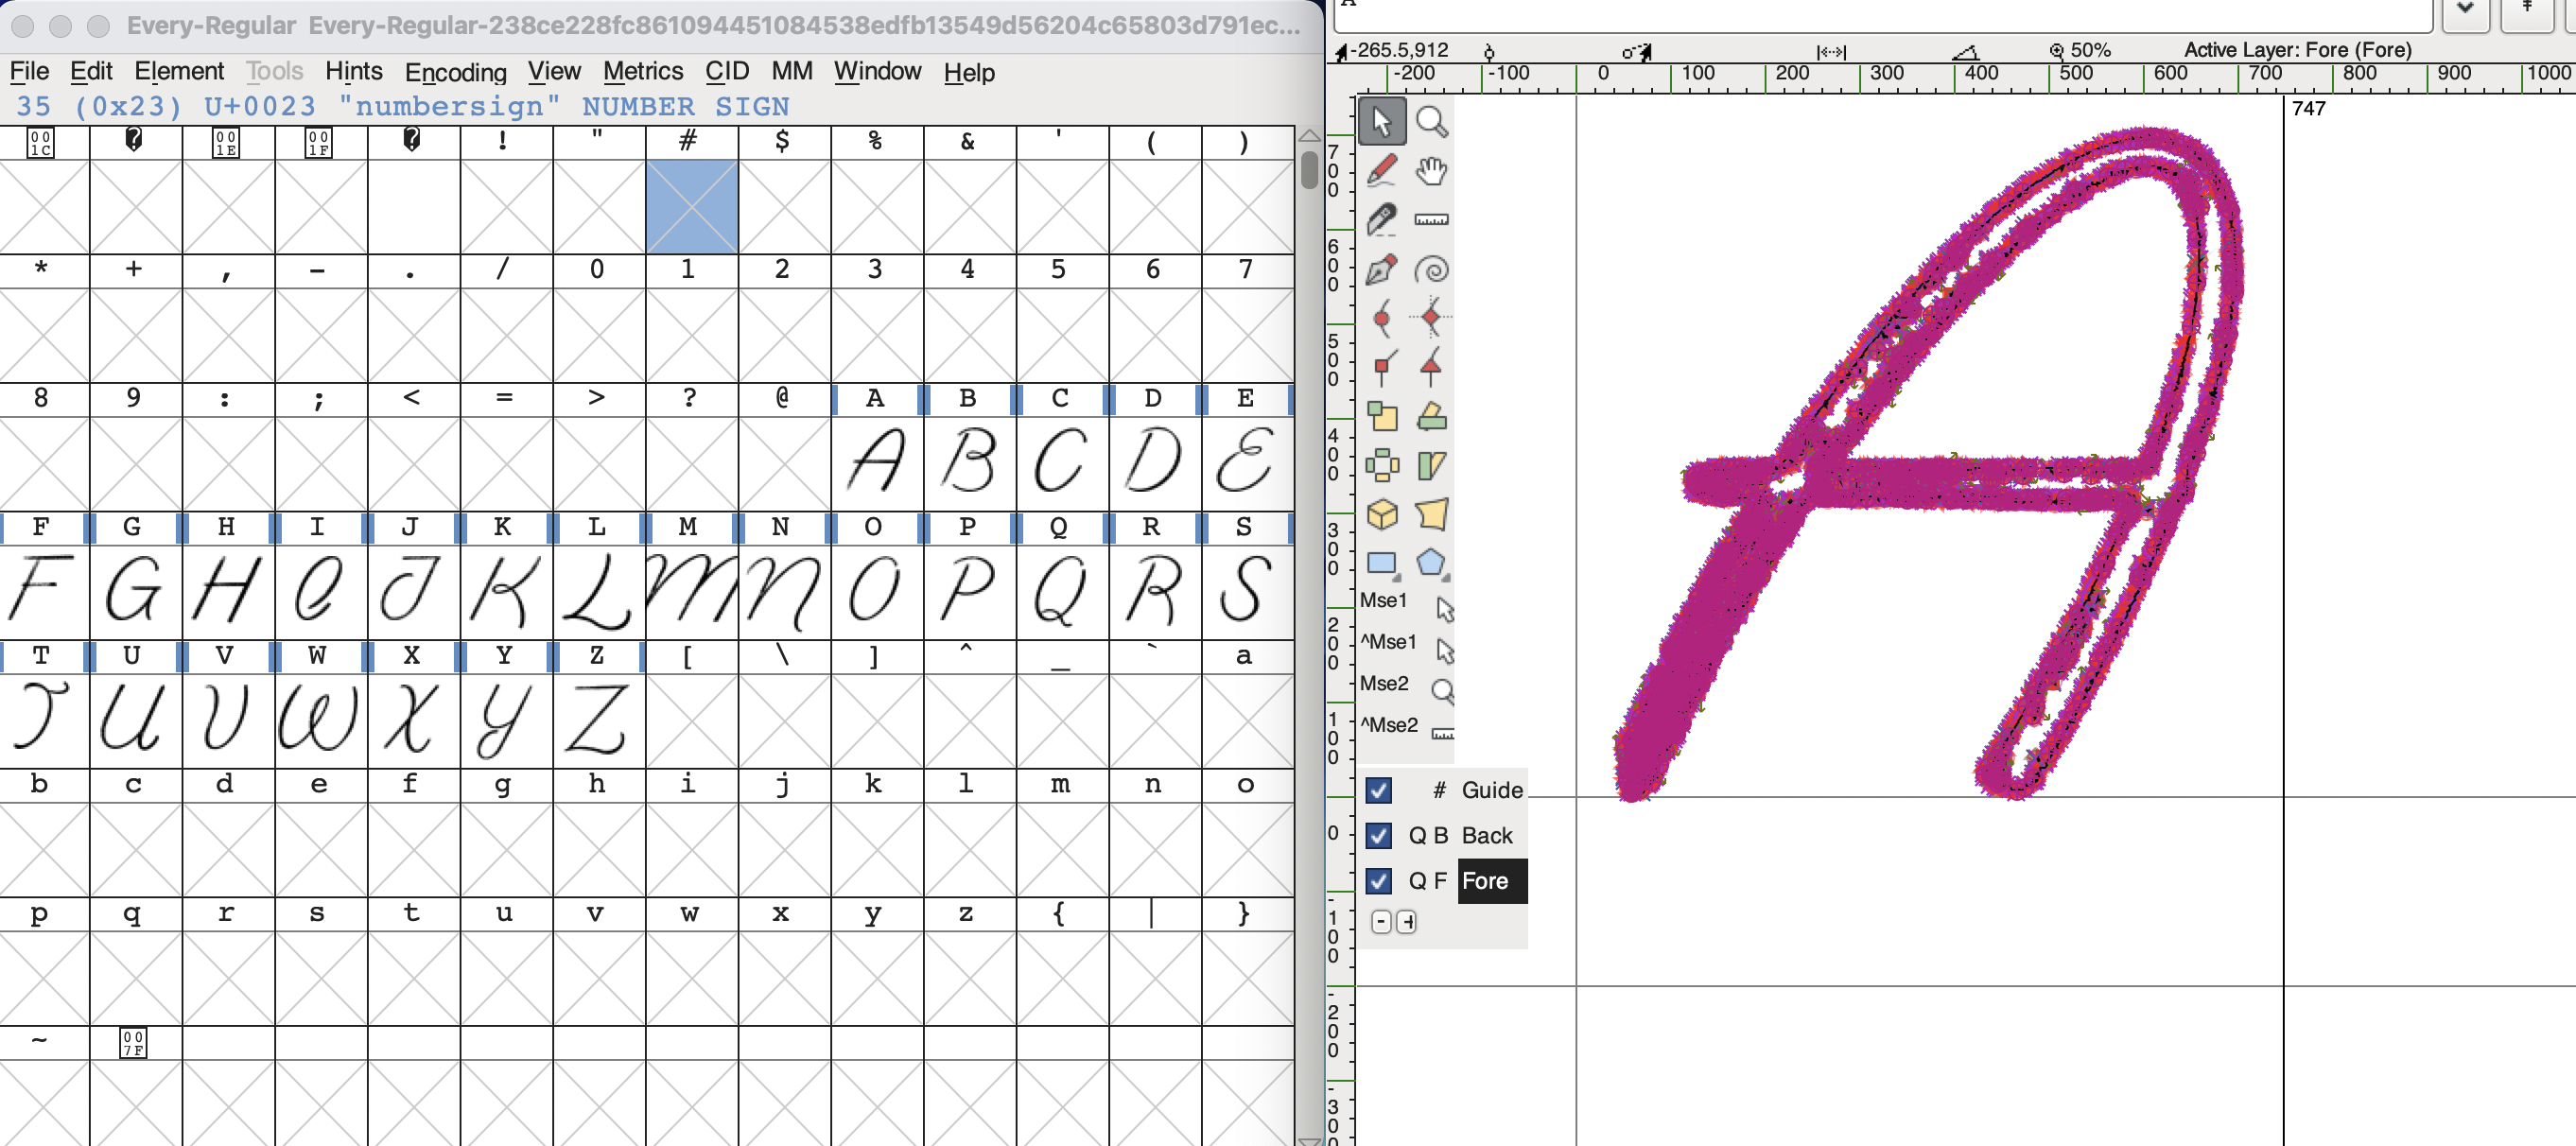 Every-Regular Every-Regular-238ce228fc861094451084538edfb13549d56204c65803d791ec...
File Edit Element Tools Hints Encoding View Metrics CID MM Window Help
35 (0x23) U+0023 "numbersign" NUMBER SIGN
001C � 001E 001F � ! " # $ % & ' ( )
* + , - . / 0 1 2 3 4 5 6 7
8 9 : ; < = > ? @ A B C D E
A B C D E
F G H I J K L M N O P Q R S
F G H I J K L M N O P Q R S
T U V W X Y Z [ \ ] ^ _ ` a
T U V W X Y Z
b c d e f g h i j k l m n o
p q r s t u v w x y z { | }
~ 007F
-265.5,912 50% Active Layer: Fore (Fore)
-200 -100 0 100 200 300 400 500 600 700 800 900 1000
747
700
600
500
400
300
200
100
0
-100
-200
-300
Mse1
^Mse1
Mse2
^Mse2
# Guide
Q B Back
Q F Fore
A